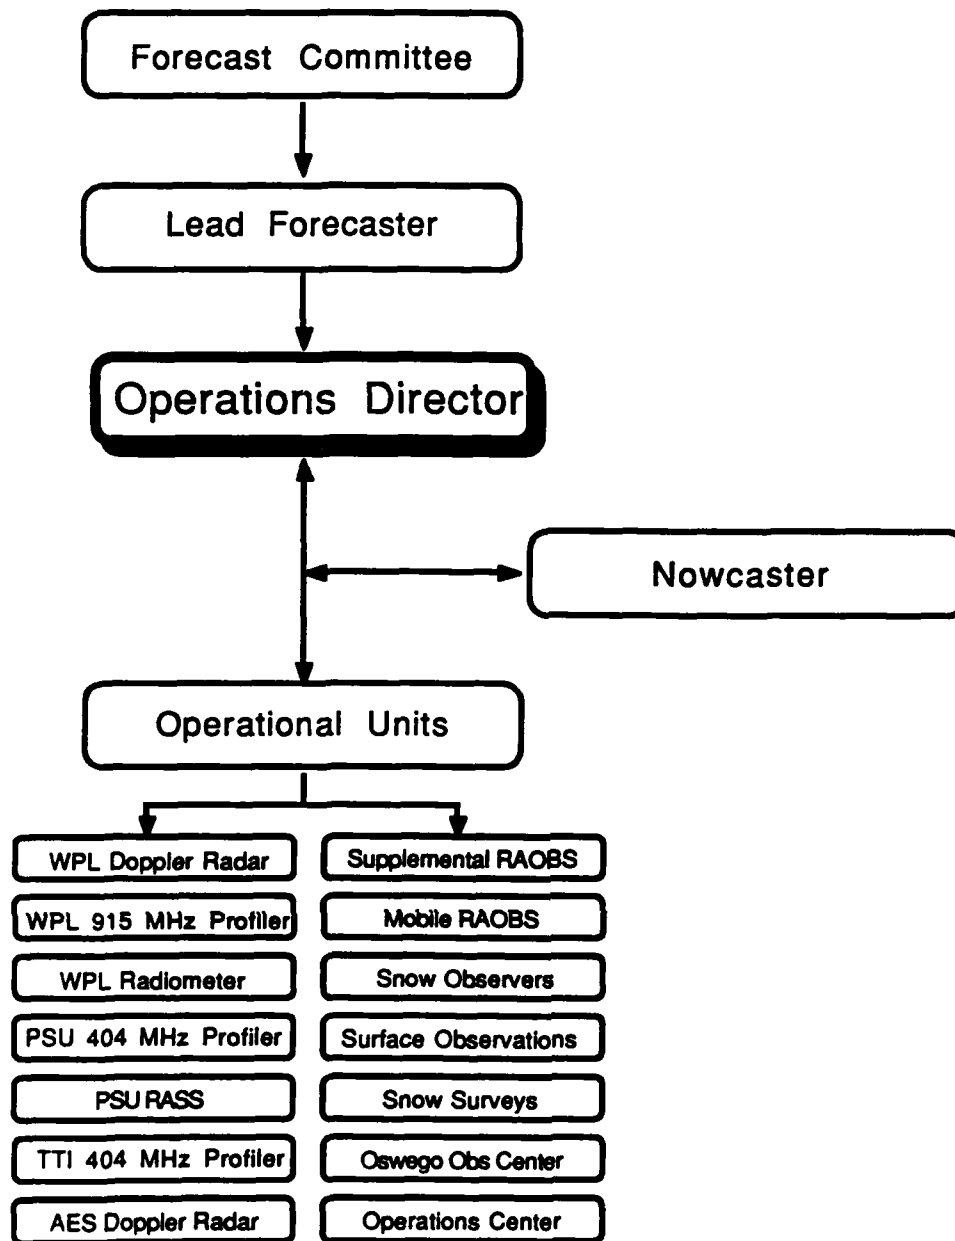 Forecast Committee
Lead Forecaster
Operations Director
Nowcaster
Operational Units
WPL Doppler Radar
WPL 915 MHz Profiler
WPL Radiometer
PSU 404 MHz Profiler
PSU RASS
TTI 404 MHz Profiler
AES Doppler Radar
Supplemental RAOBS
Mobile RAOBS
Snow Observers
Surface Observations
Snow Surveys
Oswego Obs Center
Operations Center